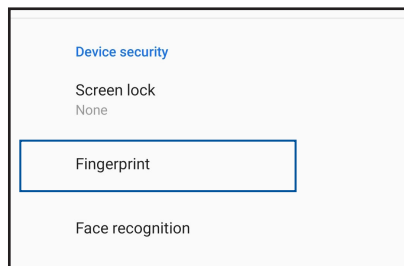 Device security
Screen lock
None
Fingerprint
Face recognition